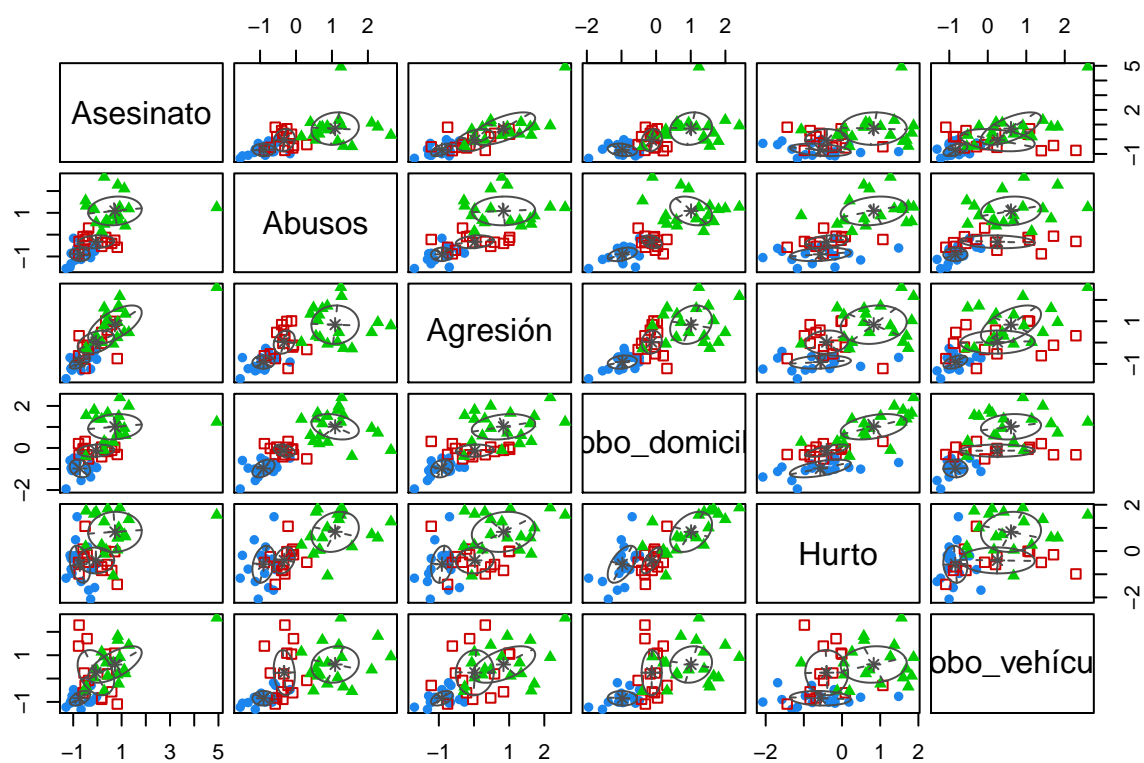 −1 0 1 2 −2 0 1 2 −1 0 1 2
Asesinato
−1 2 5
−1 1
Abusos
Agresión
−1 1
−2 0 2
obo_domicil
Hurto
−2 0 2
−1 1
obo_vehícu
−1 1 3 5 −1 0 1 2 −2 0 1 2